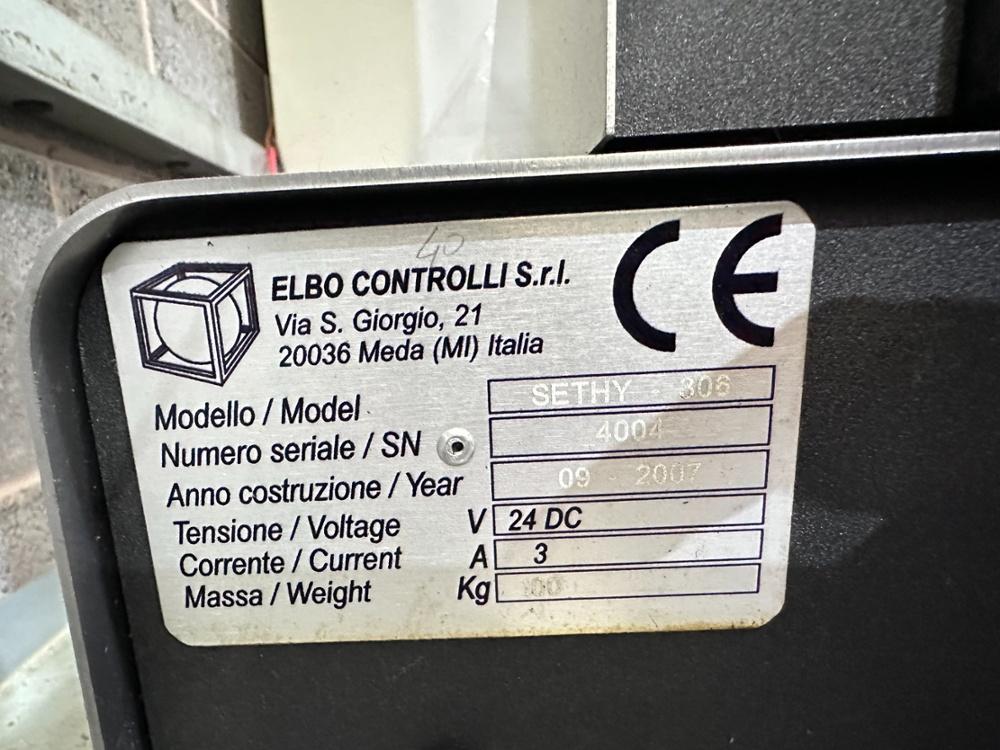 40
ELBO CONTROLLI S.r.l.
Via S. Giorgio, 21
20036 Meda (MI) Italia
CE
Modello / Model SETHY - 306
Numero seriale / SN 4004
Anno costruzione / Year 09 - 2007
Tensione / Voltage V 24 DC
Corrente / Current A 3
Massa / Weight Kg